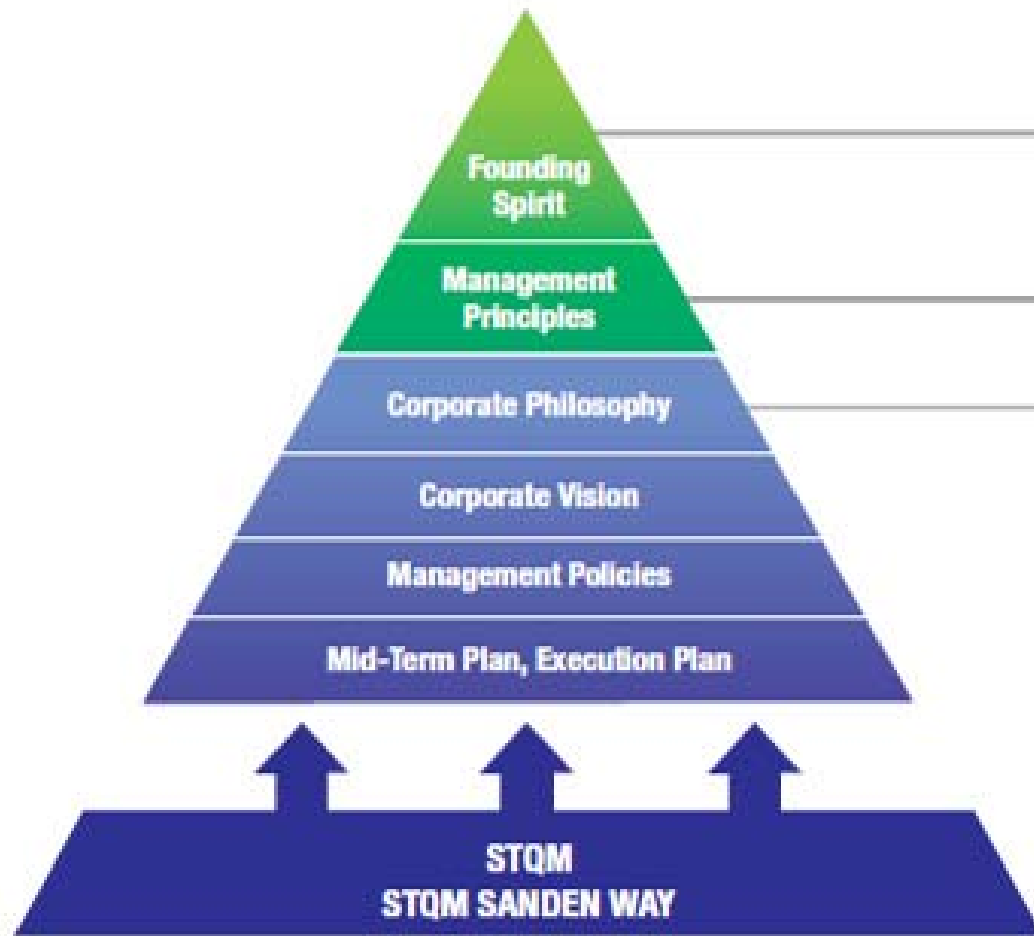 Founding
Spirit
Management
Principles
Corporate Philosophy
Corporate Vision
Management Policies
Mid-Term Plan, Execution Plan
STQM
STQM SANDEN WAY